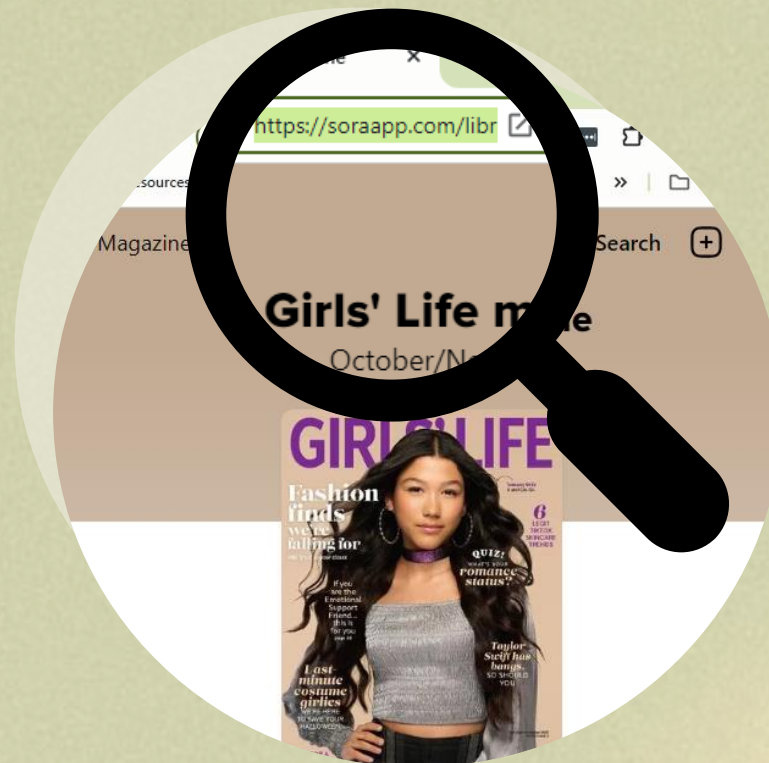 https://soraapp.com/libr
sources
»
Magazine
Search
Girls' Life m
October/N
GIRLS' LIFE
Fashion
finds
we're
falling for
6
LEGIT
TIKTOK
SKINCARE
TRENDS
QUIZ!
WHAT'S YOUR
romance
status?
If you
are the
Emotional
Support
Friend...
this is
for you
Taylor
Swift has
bangs.
SO SHOULD
YOU
Last-
minute
costume
girlies
WE'RE HERE
TO SAVE YOUR
HALLOWEEN